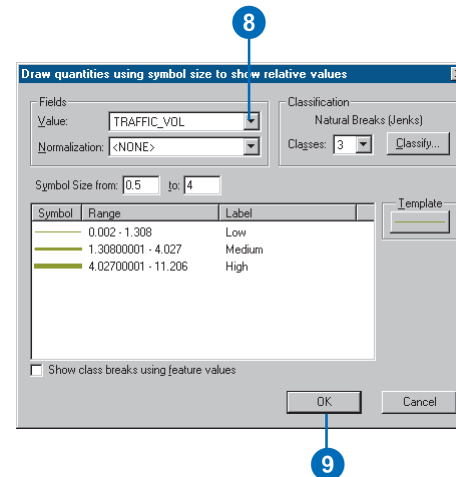 8
Draw quantities using symbol size to show relative values
Fields
Value: TRAFFIC_VOL
Normalization: <NONE>
Classification
Natural Breaks (Jenks)
Classes: 3 Classify...
Symbol Size from: 0.5 to: 4
Symbol Range Label
0.002 - 1.308 Low
1.30800001 - 4.027 Medium
4.02700001 - 11.206 High
Template
Show class breaks using feature values
OK Cancel
9